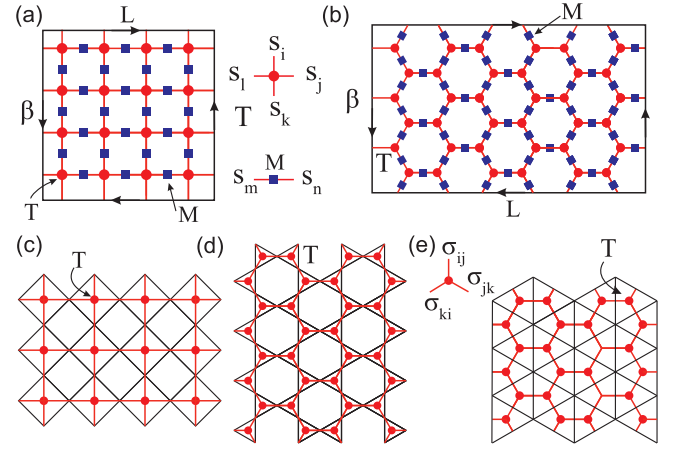 (a)
L
β
T
M
S_i
S_l
S_j
T
S_k
M
S_m
S_n
(b)
M
β
T
L
(c)
T
(d)
T
(e)
σ_ij
σ_jk
σ_ki
T